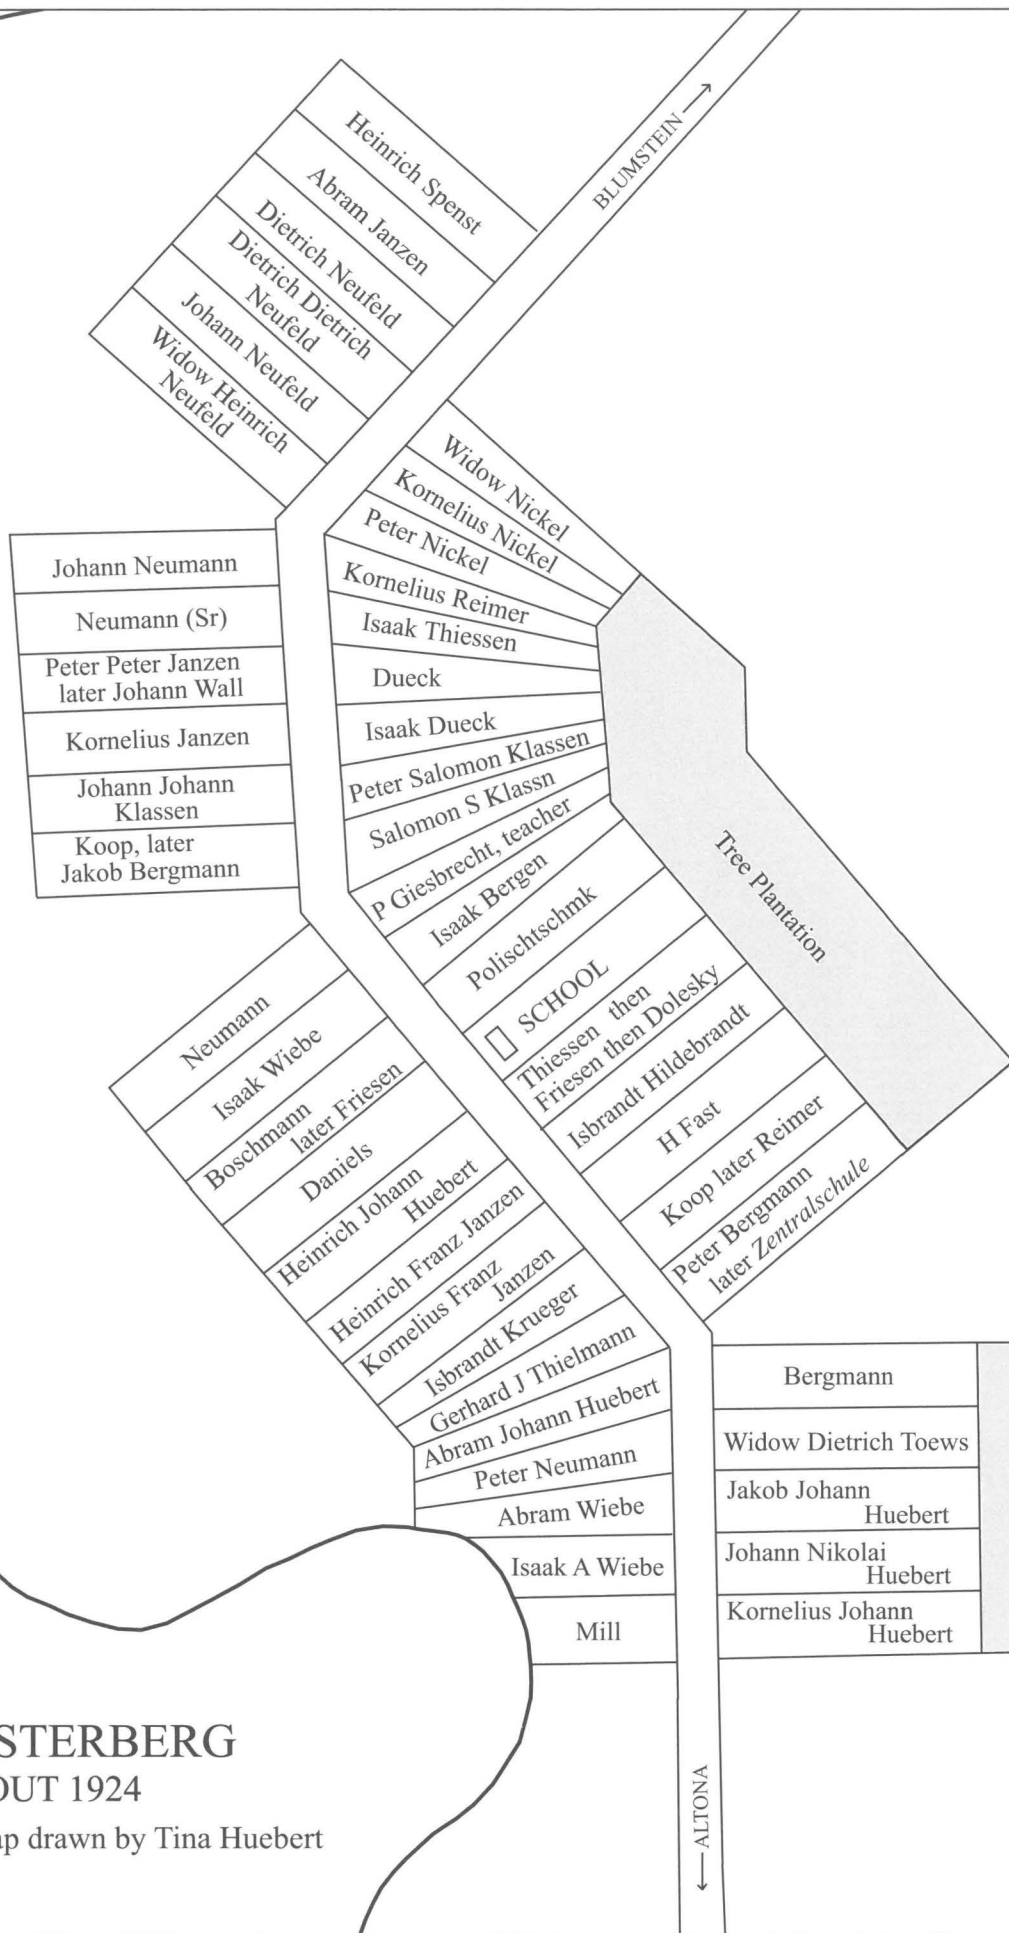 BLUMSTEIN
Heinrich Spenst
Abram Janzen
Dietrich Neufeld
Dietrich Dietrich
Neufeld
Johann Neufeld
Widow Heinrich
Neufeld
Widow Nickel
Kornelius Nickel
Peter Nickel
Kornelius Reimer
Isaak Thiessen
Dueck
Isaak Dueck
Peter Salomon Klassen
Salomon S Klassn
P Giesbrecht, teacher
Isaak Bergen
Polischtschmk
SCHOOL
Thiessen then
Friesen then Dolesky
Isbrandt Hildebrandt
H Fast
Koop later Reimer
Peter Bergmann
later Zentralschule
Tree Plantation
Johann Neumann
Neumann (Sr)
Peter Peter Janzen
later Johann Wall
Kornelius Janzen
Johann Johann
Klassen
Koop, later
Jakob Bergmann
Neumann
Isaak Wiebe
Boschmann
later Friesen
Daniels
Heinrich Johann
Huebert
Heinrich Franz Janzen
Kornelius Franz
Janzen
Isbrandt Krueger
Gerhard J Thielmann
Abram Johann Huebert
Peter Neumann
Abram Wiebe
Isaak A Wiebe
Mill
Bergmann
Widow Dietrich Toews
Jakob Johann
Huebert
Johann Nikolai
Huebert
Kornelius Johann
Huebert
ALTONA
STERBERG
OUT 1924
ap drawn by Tina Huebert